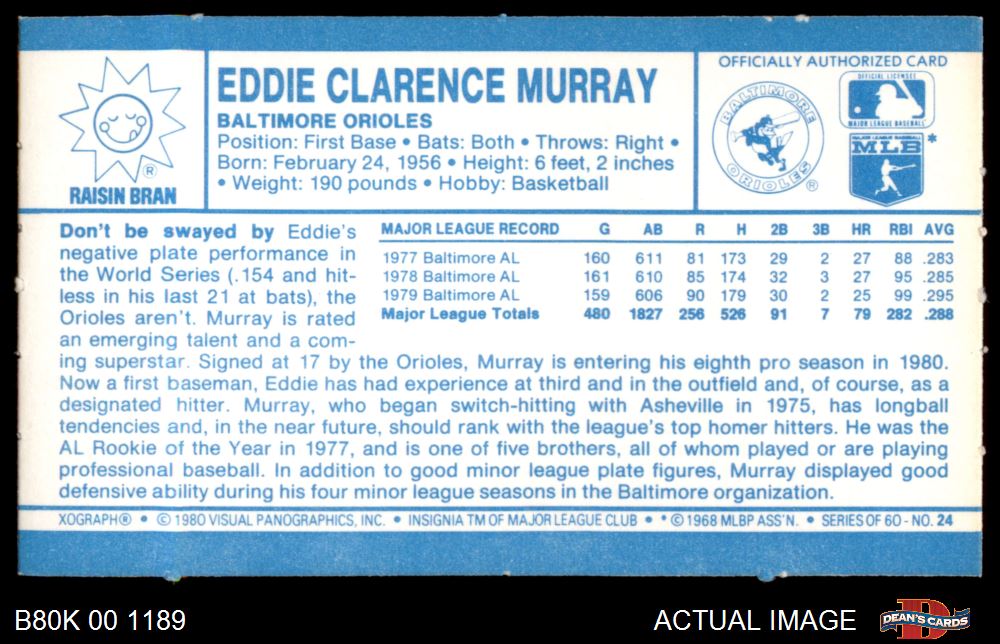 RAISIN BRAN
®
EDDIE CLARENCE MURRAY
BALTIMORE ORIOLES
Position: First Base • Bats: Both • Throws: Right •
Born: February 24, 1956 • Height: 6 feet, 2 inches
• Weight: 190 pounds • Hobby: Basketball
OFFICIALLY AUTHORIZED CARD
BALTIMORE
ORIOLES ®
OFFICIAL LICENSEE
MAJOR LEAGUE BASEBALL
MAJOR LEAGUE BASEBALL
MLB *
Don't be swayed by Eddie's
negative plate performance in
the World Series (.154 and hit-
less in his last 21 at bats), the
Orioles aren't. Murray is rated
an emerging talent and a com-
ing superstar. Signed at 17 by the Orioles, Murray is entering his eighth pro season in 1980.
Now a first baseman, Eddie has had experience at third and in the outfield and, of course, as a
designated hitter. Murray, who began switch-hitting with Asheville in 1975, has longball
tendencies and, in the near future, should rank with the league's top homer hitters. He was the
AL Rookie of the Year in 1977, and is one of five brothers, all of whom played or are playing
professional baseball. In addition to good minor league plate figures, Murray displayed good
defensive ability during his four minor league seasons in the Baltimore organization.
MAJOR LEAGUE RECORD G AB R H 2B 3B HR RBI AVG
1977 Baltimore AL 160 611 81 173 29 2 27 88 .283
1978 Baltimore AL 161 610 85 174 32 3 27 95 .285
1979 Baltimore AL 159 606 90 179 30 2 25 99 .295
Major League Totals 480 1827 256 526 91 7 79 282 .288
XOGRAPH® • © 1980 VISUAL PANOGRAPHICS, INC. • INSIGNIA TM OF MAJOR LEAGUE CLUB • * © 1968 MLBP ASS'N. • SERIES OF 60 - NO. 24
B80K 00 1189
ACTUAL IMAGE
DEAN'S CARDS